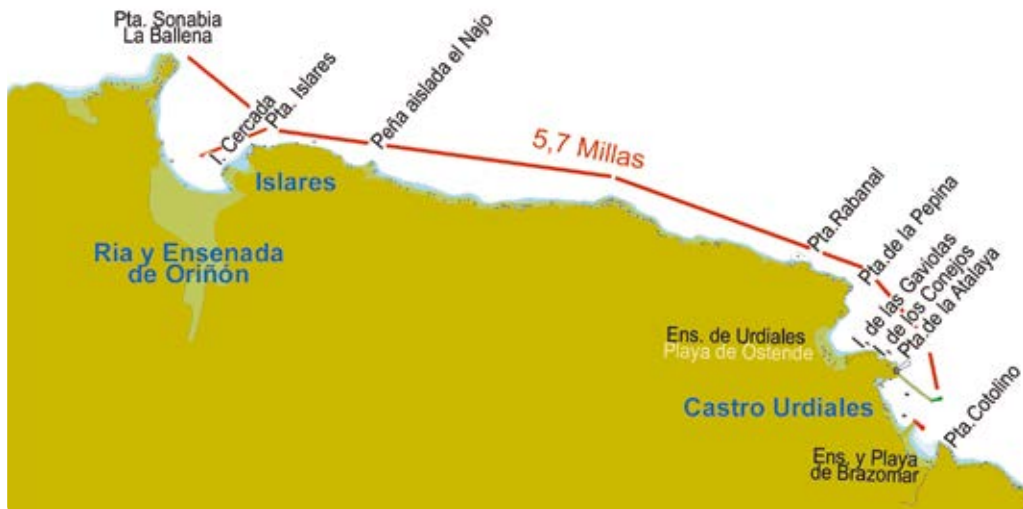 Pta. Sonabia
La Ballena
I. Cercada
Pta. Islares
Peña aislada el Najo
5,7 Millas
Islares
Ria y Ensenada
de Oriñón
Pta.Rabanal
Pta.de la Pepina
I, de las Gaviotas
I, de los Conejos
Pta.de la Atalaya
Ens. de Urdiales
Playa de Ostende
Castro Urdiales
Pta.Cotolino
Ens. y Playa
de Brazomar